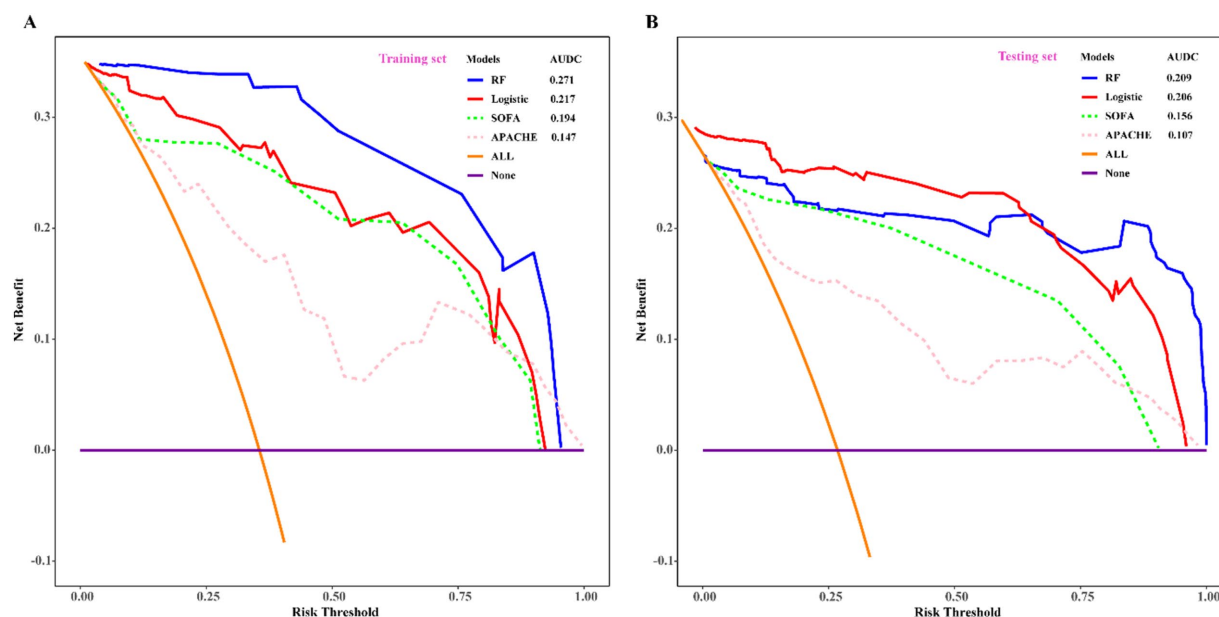 A
Training set Models AUDC
RF 0.271
Logistic 0.217
SOFA 0.194
APACHE 0.147
ALL
None
0.3
0.2
0.1
0.0
-0.1
Net Benefit
0.00 0.25 0.50 0.75 1.00
Risk Threshold
B
Testing set Models AUDC
RF 0.209
Logistic 0.206
SOFA 0.156
APACHE 0.107
ALL
None
0.3
0.2
0.1
0.0
-0.1
Net Benefit
0.00 0.25 0.50 0.75 1.00
Risk Threshold